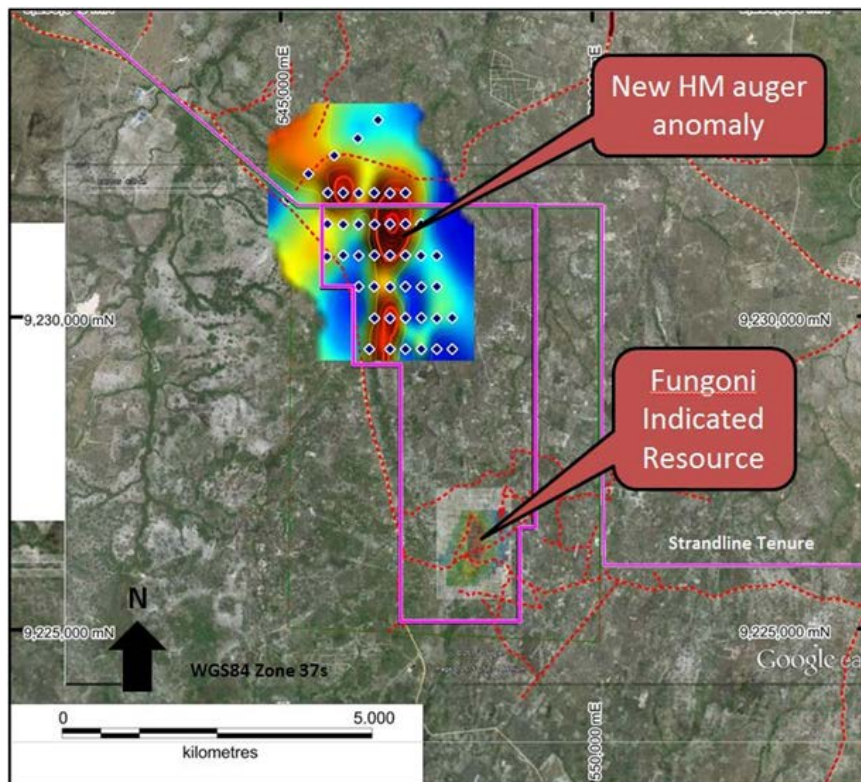 545,000 mE
New HM auger
anomaly
9,230,000 mN
9,230,000 mN
Fungoni
Indicated
Resource
Strandline Tenure
N
9,225,000 mN
9,225,000 mN
WGS84 Zone 37s
Google ea
550,000 mE
0
5.000
kilometres